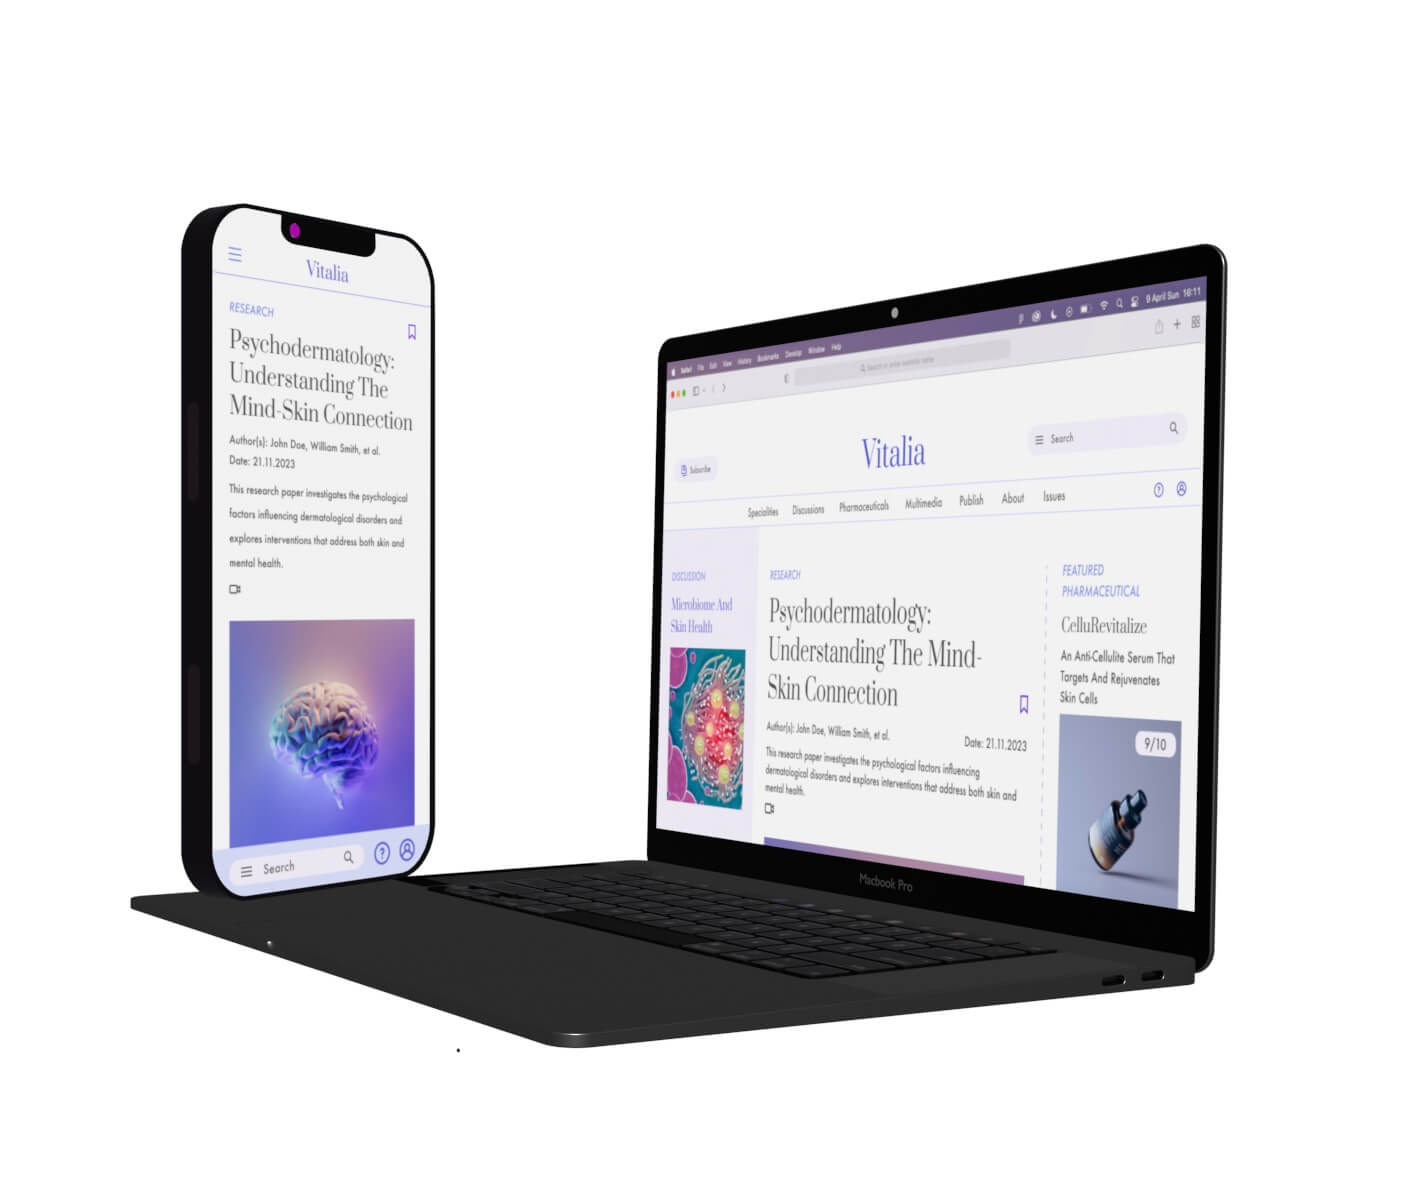 Vitalia
RESEARCH
Psychodermatology:
Understanding The
Mind-Skin Connection
Author(s): John Doe, William Smith, et al.
Date: 21.11.2023
This research paper investigates the psychological
factors influencing dermatological disorders and
explores interventions that address both skin and
mental health.
Search
Safari File Edit View History Bookmarks Develop Window Help
9 April Sun 16:11
Search or enter website name
Subscribe
Vitalia
Search
Specialities Discussions Pharmaceuticals Multimedia Publish About Issues
DISCUSSION
Microbiome And
Skin Health
RESEARCH
Psychodermatology:
Understanding The Mind-
Skin Connection
Author(s): John Doe, William Smith, et al.
Date: 21.11.2023
This research paper investigates the psychological factors influencing
dermatological disorders and explores interventions that address both skin and
mental health.
FEATURED
PHARMACEUTICAL
CelluRevitalize
An Anti-Cellulite Serum That
Targets And Rejuvenates
Skin Cells
9/10
Macbook Pro